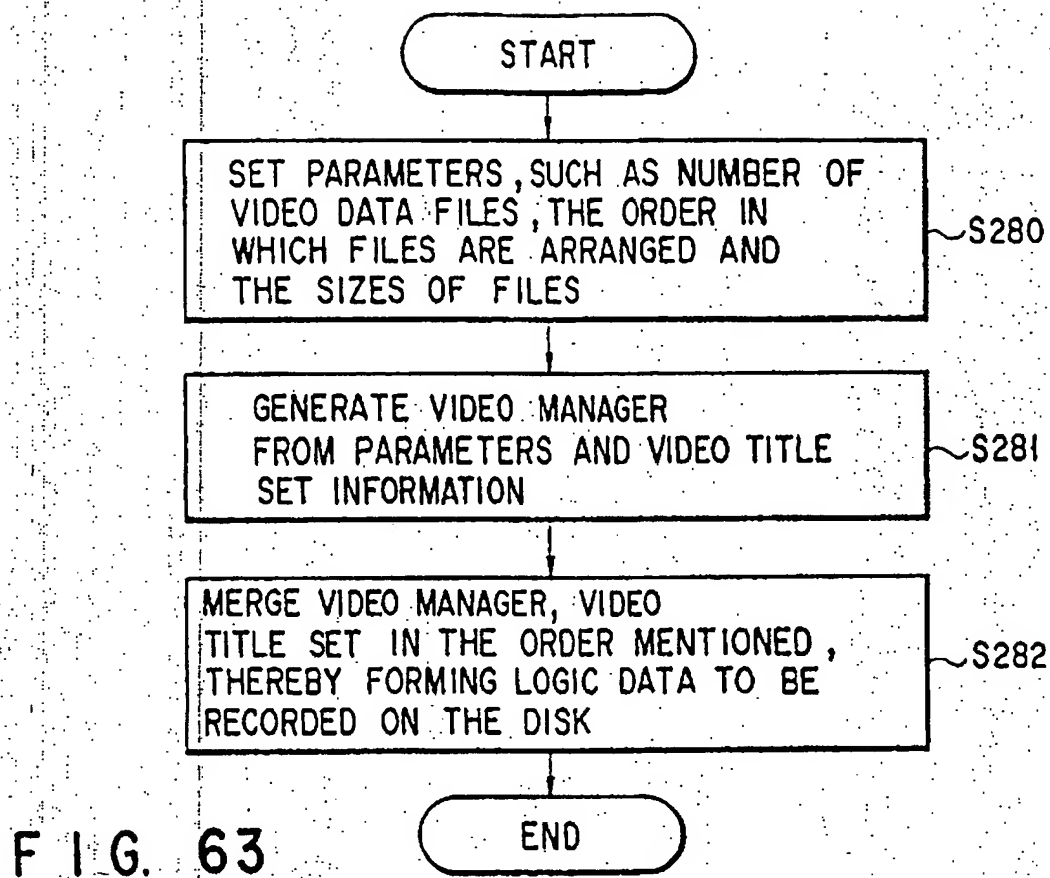 START
SET PARAMETERS, SUCH AS NUMBER OF
VIDEO DATA FILES, THE ORDER IN
WHICH FILES ARE ARRANGED AND
THE SIZES OF FILES
S280
GENERATE VIDEO MANAGER
FROM PARAMETERS AND VIDEO TITLE
SET INFORMATION
S281
MERGE VIDEO MANAGER, VIDEO
TITLE SET IN THE ORDER MENTIONED,
THEREBY FORMING LOGIC DATA TO BE
RECORDED ON THE DISK
S282
END
FIG. 63